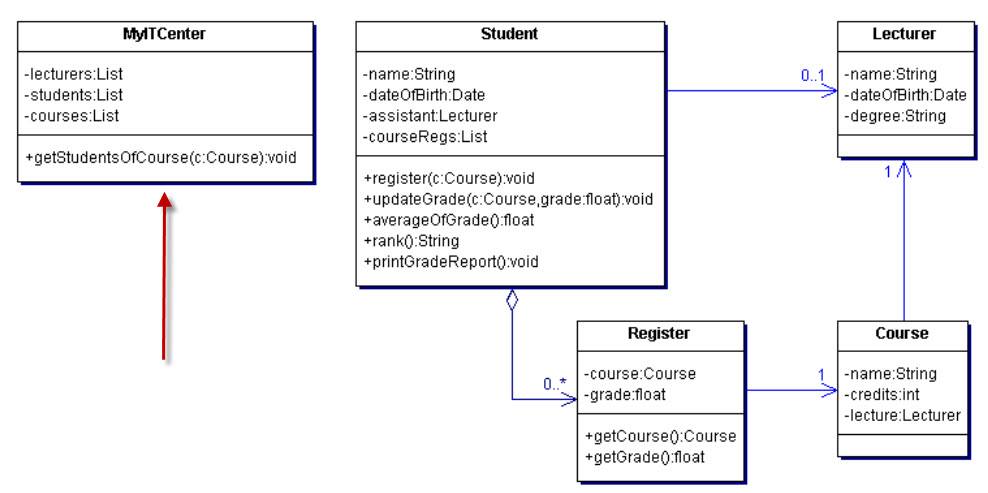 MyITCenter
-lecturers:List
-students:List
-courses:List
+getStudentsOfCourse(c:Course):void
Student
-name:String
-dateOfBirth:Date
-assistant:Lecturer
-courseRegs:List
+register(c:Course):void
+updateGrade(c:Course,grade:float):void
+averageOfGrade():float
+rank():String
+printGradeReport():void
0..1
Lecturer
-name:String
-dateOfBirth:Date
-degree:String
1
0..*
Register
-course:Course
-grade:float
+getCourse():Course
+getGrade():float
1
Course
-name:String
-credits:int
-lecture:Lecturer